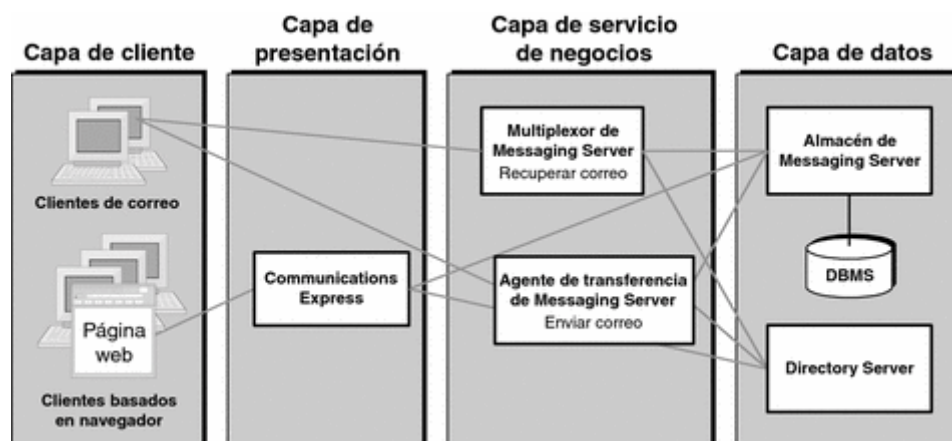 Capa de cliente
Capa de
presentación
Capa de servicio
de negocios
Capa de datos
Clientes de correo
Página
web
Clientes basados
en navegador
Communications
Express
Multiplexor de
Messaging Server
Recuperar correo
Agente de transferencia
de Messaging Server
Enviar correo
Almacén de
Messaging Server
DBMS
Directory Server